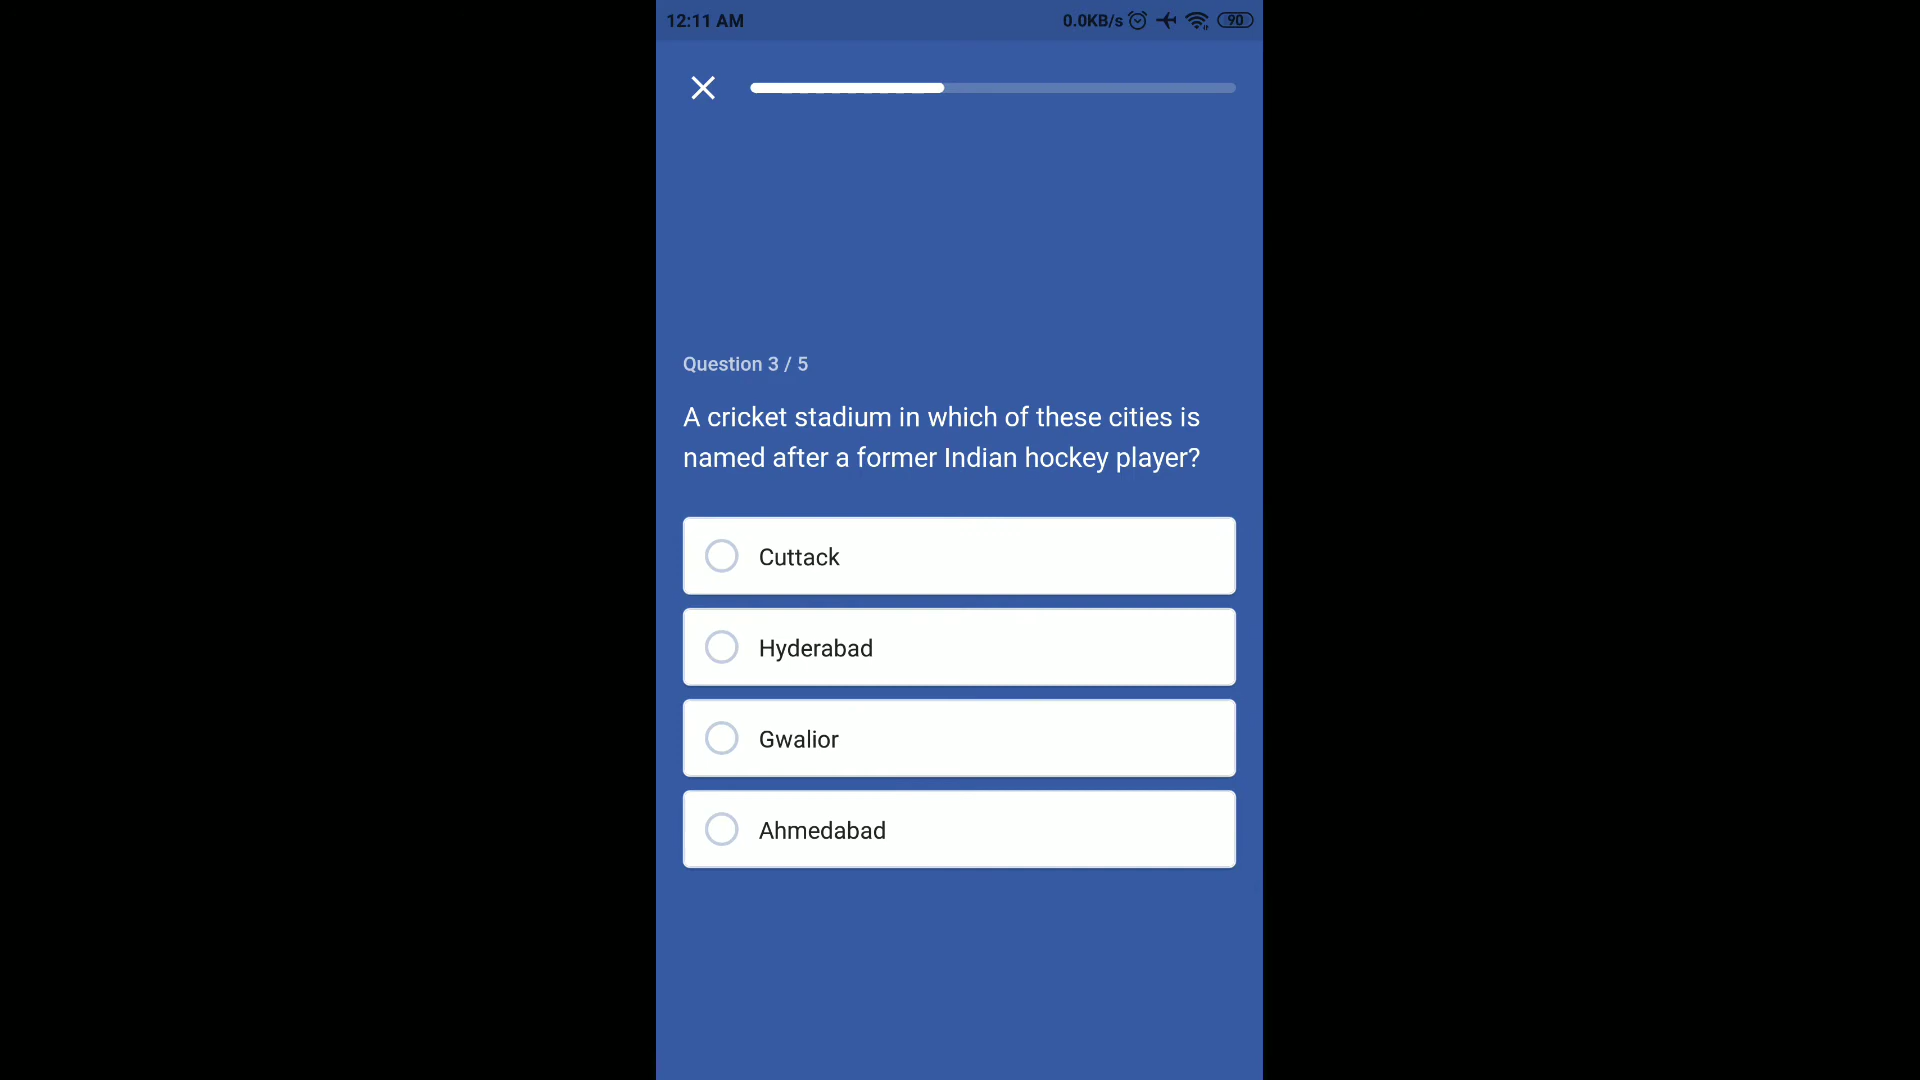 12:11 AM 0.0KB/s 90
Question 3 / 5
A cricket stadium in which of these cities is
named after a former Indian hockey player?
Cuttack
Hyderabad
Gwalior
Ahmedabad